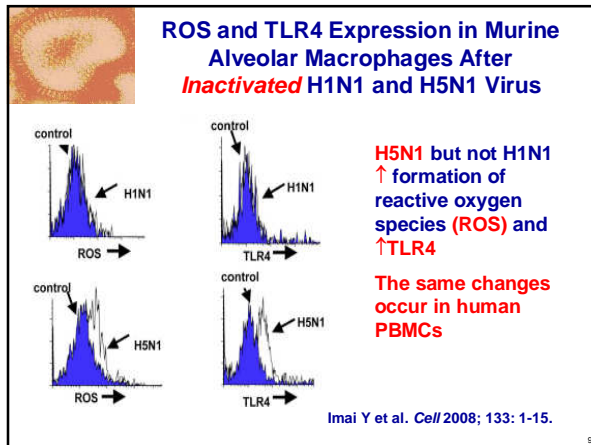 ROS and TLR4 Expression in Murine
Alveolar Macrophages After
Inactivated H1N1 and H5N1 Virus
control
H1N1
ROS
control
H1N1
TLR4
control
H5N1
ROS
control
H5N1
TLR4
H5N1 but not H1N1
↑ formation of
reactive oxygen
species (ROS) and
↑TLR4
The same changes
occur in human
PBMCs
Imai Y et al. Cell 2008; 133: 1-15.